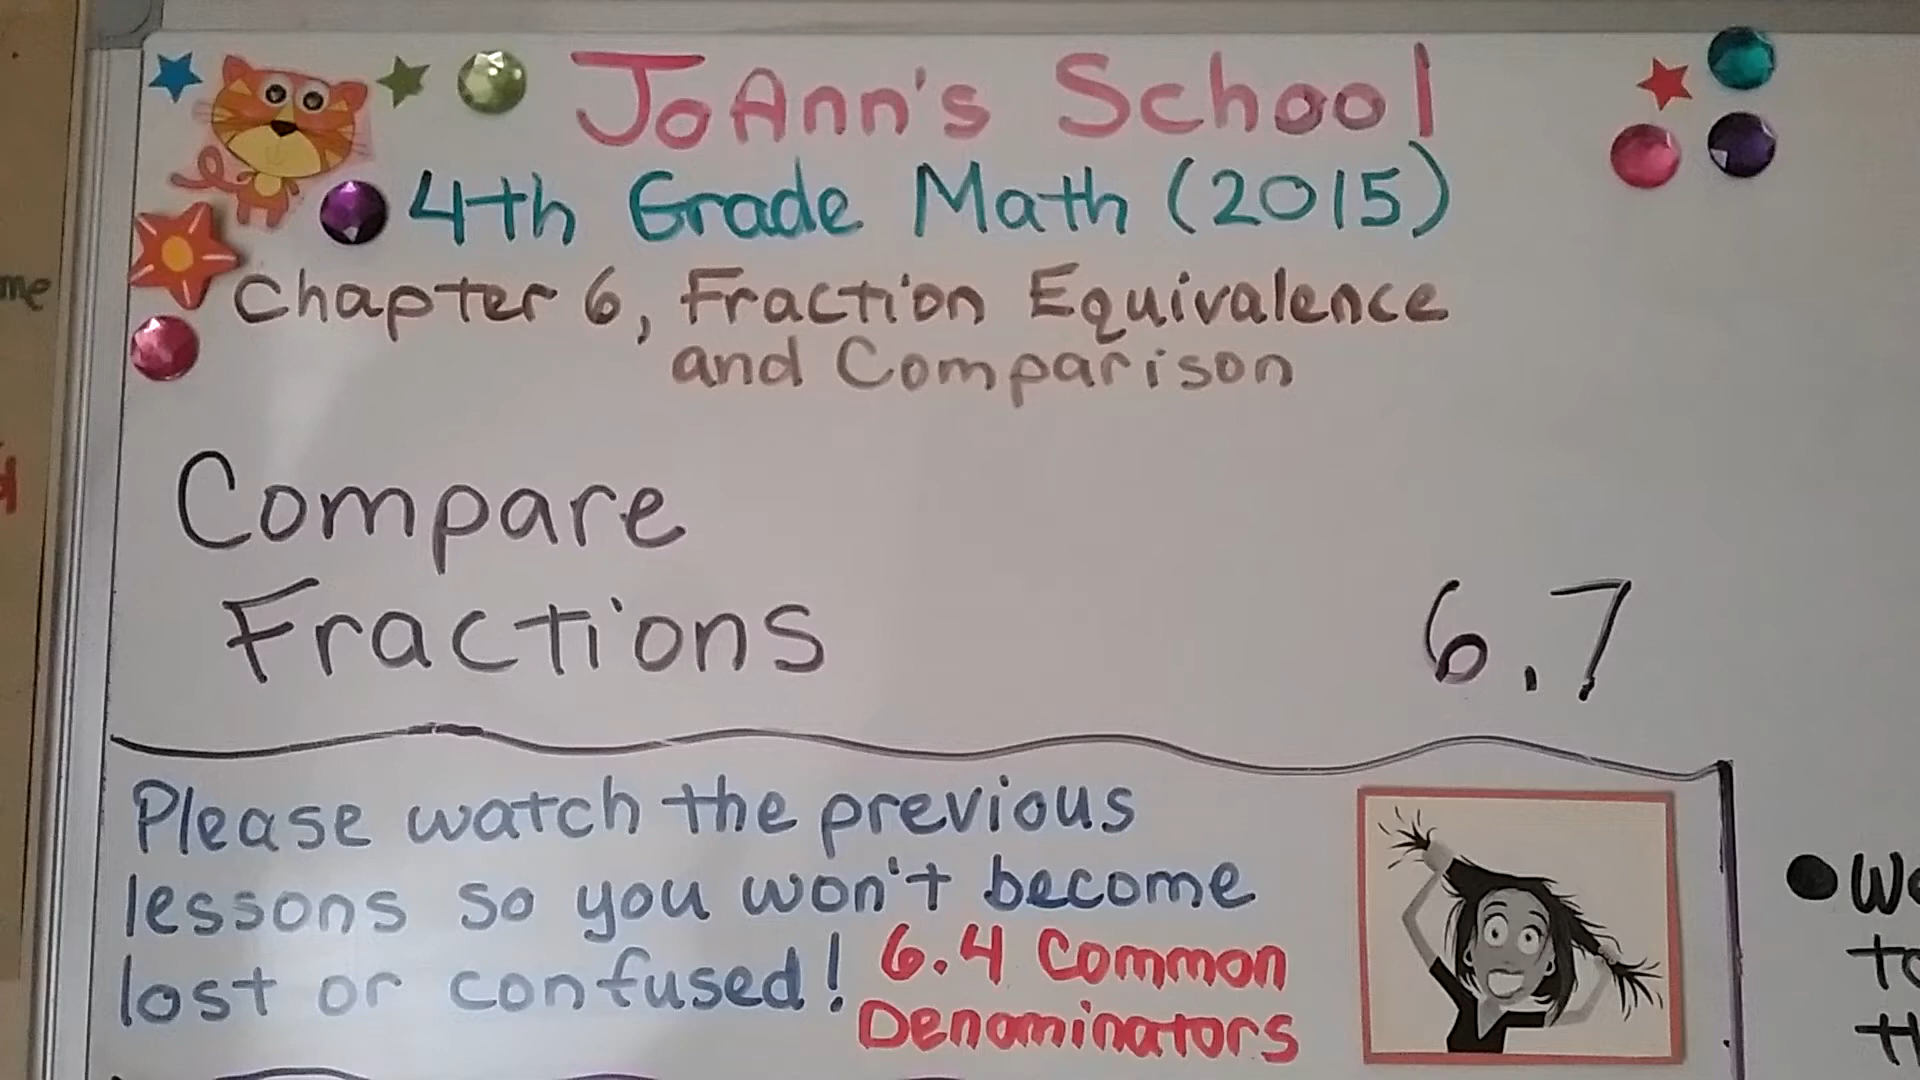 JoAnn's School
4th Grade Math (2015)
Chapter 6, Fraction Equivalence
and Comparison
Compare
Fractions
6.7
Please watch the previous
lessons so you won't become
lost or confused!
6.4 Common
Denominators
me